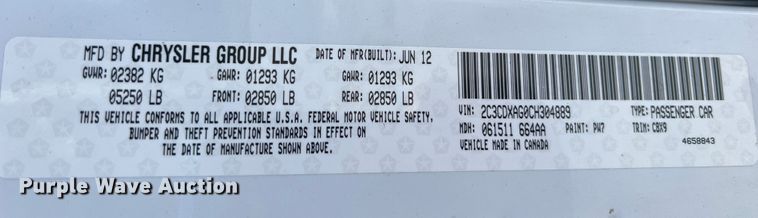 MFD BY CHRYSLER GROUP LLC DATE OF MFR(BUILT): JUN 12
GVWR: 02382 KG GAWR: 01293 KG GAWR: 01293 KG
05250 LB FRONT: 02850 LB REAR: 02850 LB
THIS VEHICLE CONFORMS TO ALL APPLICABLE U.S.A. FEDERAL MOTOR VEHICLE SAFETY,
BUMPER AND THEFT PREVENTION STANDARDS IN EFFECT ON
THE DATE OF MANUFACTURE SHOWN ABOVE.
VIN: 2C3CDXAG0CH304889 TYPE: PASSENGER CAR
MDH: 061511 664AA PAINT: PW7 TRIM: CBX9
VEHICLE MADE IN CANADA 4658843
Purple Wave Auction
Purple Wave Auction